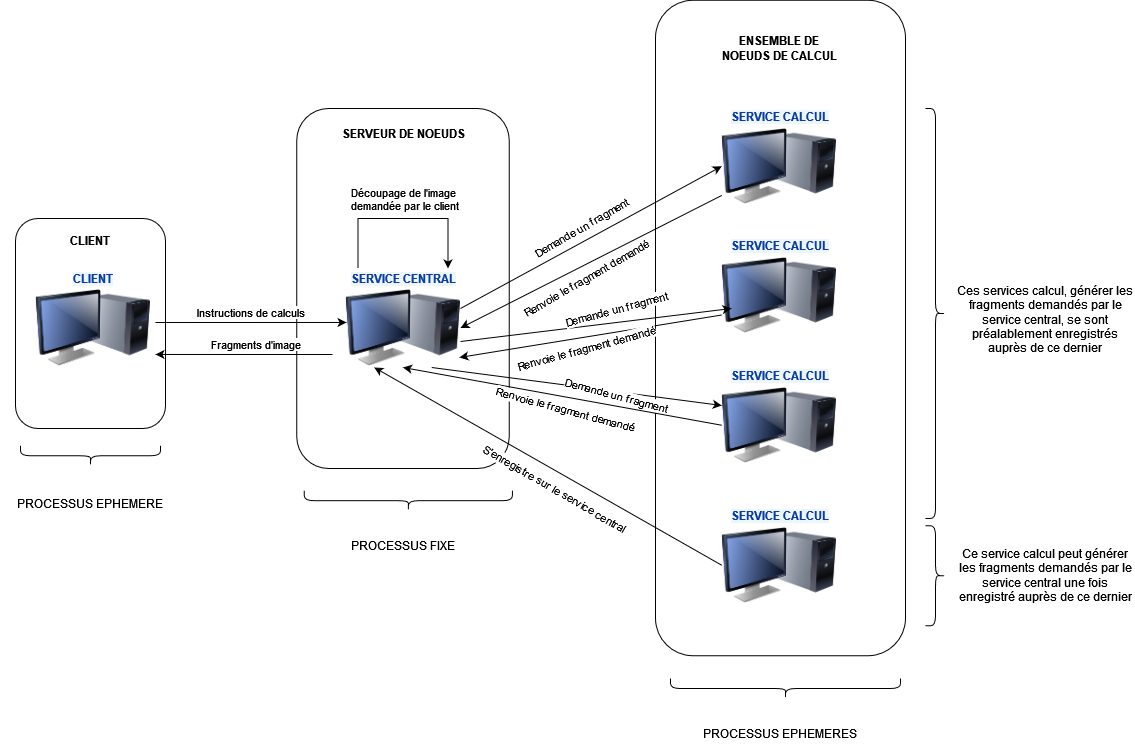 ENSEMBLE DE
NOEUDS DE CALCUL
SERVICE CALCUL
SERVEUR DE NOEUDS
Découpage de l'image
demandée par le client
CLIENT
CLIENT
SERVICE CENTRAL
Instructions de calculs
Fragments d'image
Demande un fragment
Renvoie le fragment demandé
SERVICE CALCUL
Demande un fragment
Renvoie le fragment demandé
SERVICE CALCUL
Demande un fragment
Renvoie le fragment demandé
S'enregistre sur le service central
SERVICE CALCUL
Ces services calcul, générer les
fragments demandés par le
service central, se sont
préalablement enregistrés
auprès de ce dernier
Ce service calcul peut générer
les fragments demandés par le
service central une fois
enregistré auprès de ce dernier
PROCESSUS EPHEMERE
PROCESSUS FIXE
PROCESSUS EPHEMERES